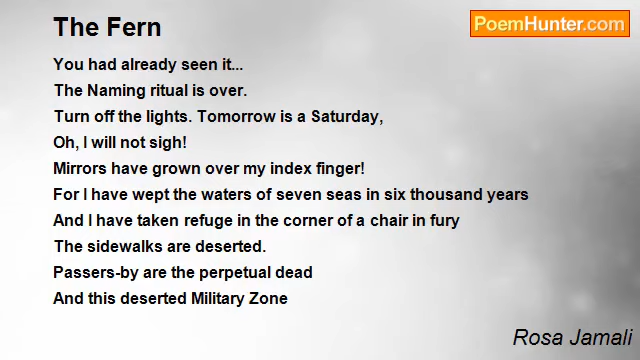 The Fern
PoemHunter.com
You had already seen it...
The Naming ritual is over.
Turn off the lights. Tomorrow is a Saturday,
Oh, I will not sigh!
Mirrors have grown over my index finger!
For I have wept the waters of seven seas in six thousand years
And I have taken refuge in the corner of a chair in fury
The sidewalks are deserted.
Passers-by are the perpetual dead
And this deserted Military Zone
Rosa Jamali